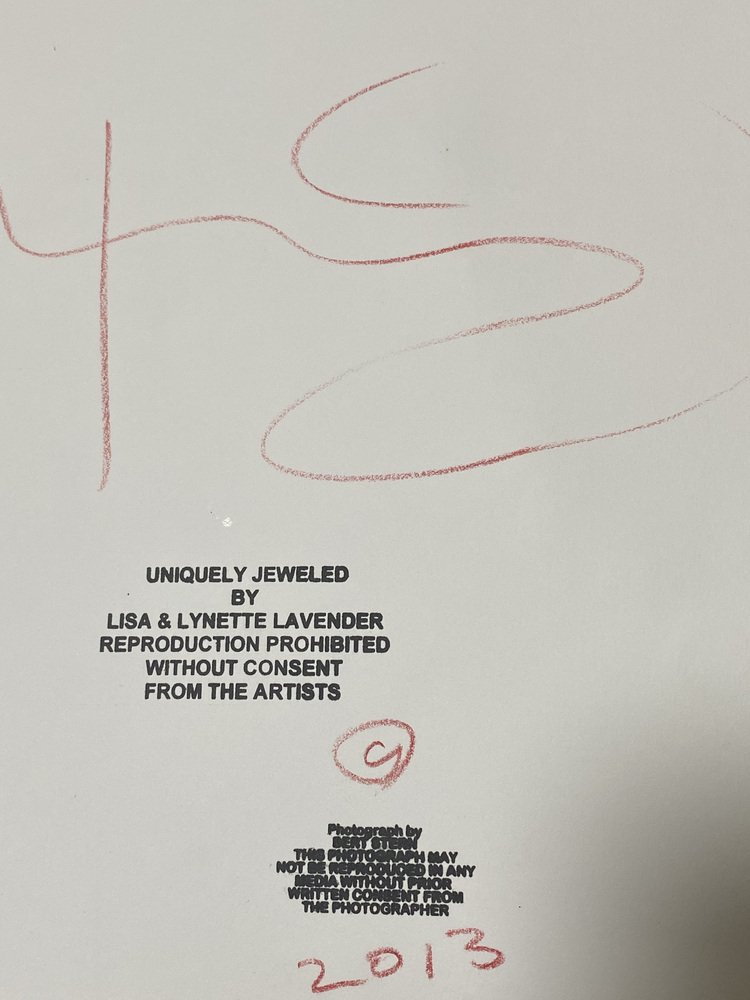 UNIQUELY JEWELED
BY
LISA & LYNETTE LAVENDER
REPRODUCTION PROHIBITED
WITHOUT CONSENT
FROM THE ARTISTS
Photograph by
BERT STERN
THIS PHOTOGRAPH MAY
NOT BE REPRODUCED IN ANY
MEDIA WITHOUT PRIOR
WRITTEN CONSENT FROM
THE PHOTOGRAPHER
2013